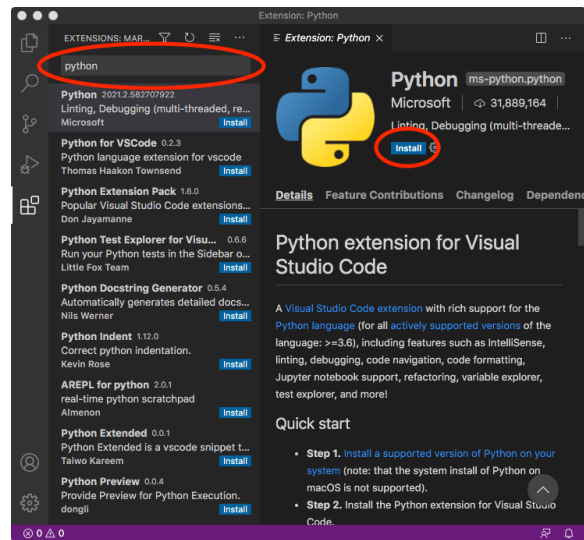 Extension: Python
EXTENSIONS: MAR...
python
Python 2021.2.582707922
Linting, Debugging (multi-threaded, re...
Microsoft Install
Python for VSCode 0.2.3
Python language extension for vscode
Thomas Haakon Townsend Install
Python Extension Pack 1.6.0
Popular Visual Studio Code extensions...
Don Jayamanne Install
Python Test Explorer for Visu... 0.6.6
Run your Python tests in the Sidebar o...
Little Fox Team Install
Python Docstring Generator 0.5.4
Automatically generates detailed docs...
Nils Werner Install
Python Indent 1.12.0
Correct python indentation.
Kevin Rose Install
AREPL for python 2.0.1
real-time python scratchpad
Almenon Install
Python Extended 0.0.1
Python Extended is a vscode snippet t...
Taiwo Kareem Install
Python Preview 0.0.4
Provide Preview for Python Execution.
dongli Install
Extension: Python ×
Python ms-python.python
Microsoft 31,889,164
Linting, Debugging (multi-threade...
Install
Details Feature Contributions Changelog Dependen
Python extension for Visual
Studio Code
A Visual Studio Code extension with rich support for the
Python language (for all actively supported versions of the
language: >=3.6), including features such as IntelliSense,
linting, debugging, code navigation, code formatting,
Jupyter notebook support, refactoring, variable explorer,
test explorer, and more!
Quick start
• Step 1. Install a supported version of Python on your
system (note: that the system install of Python on
macOS is not supported).
• Step 2. Install the Python extension for Visual Studio
Code.
0 0